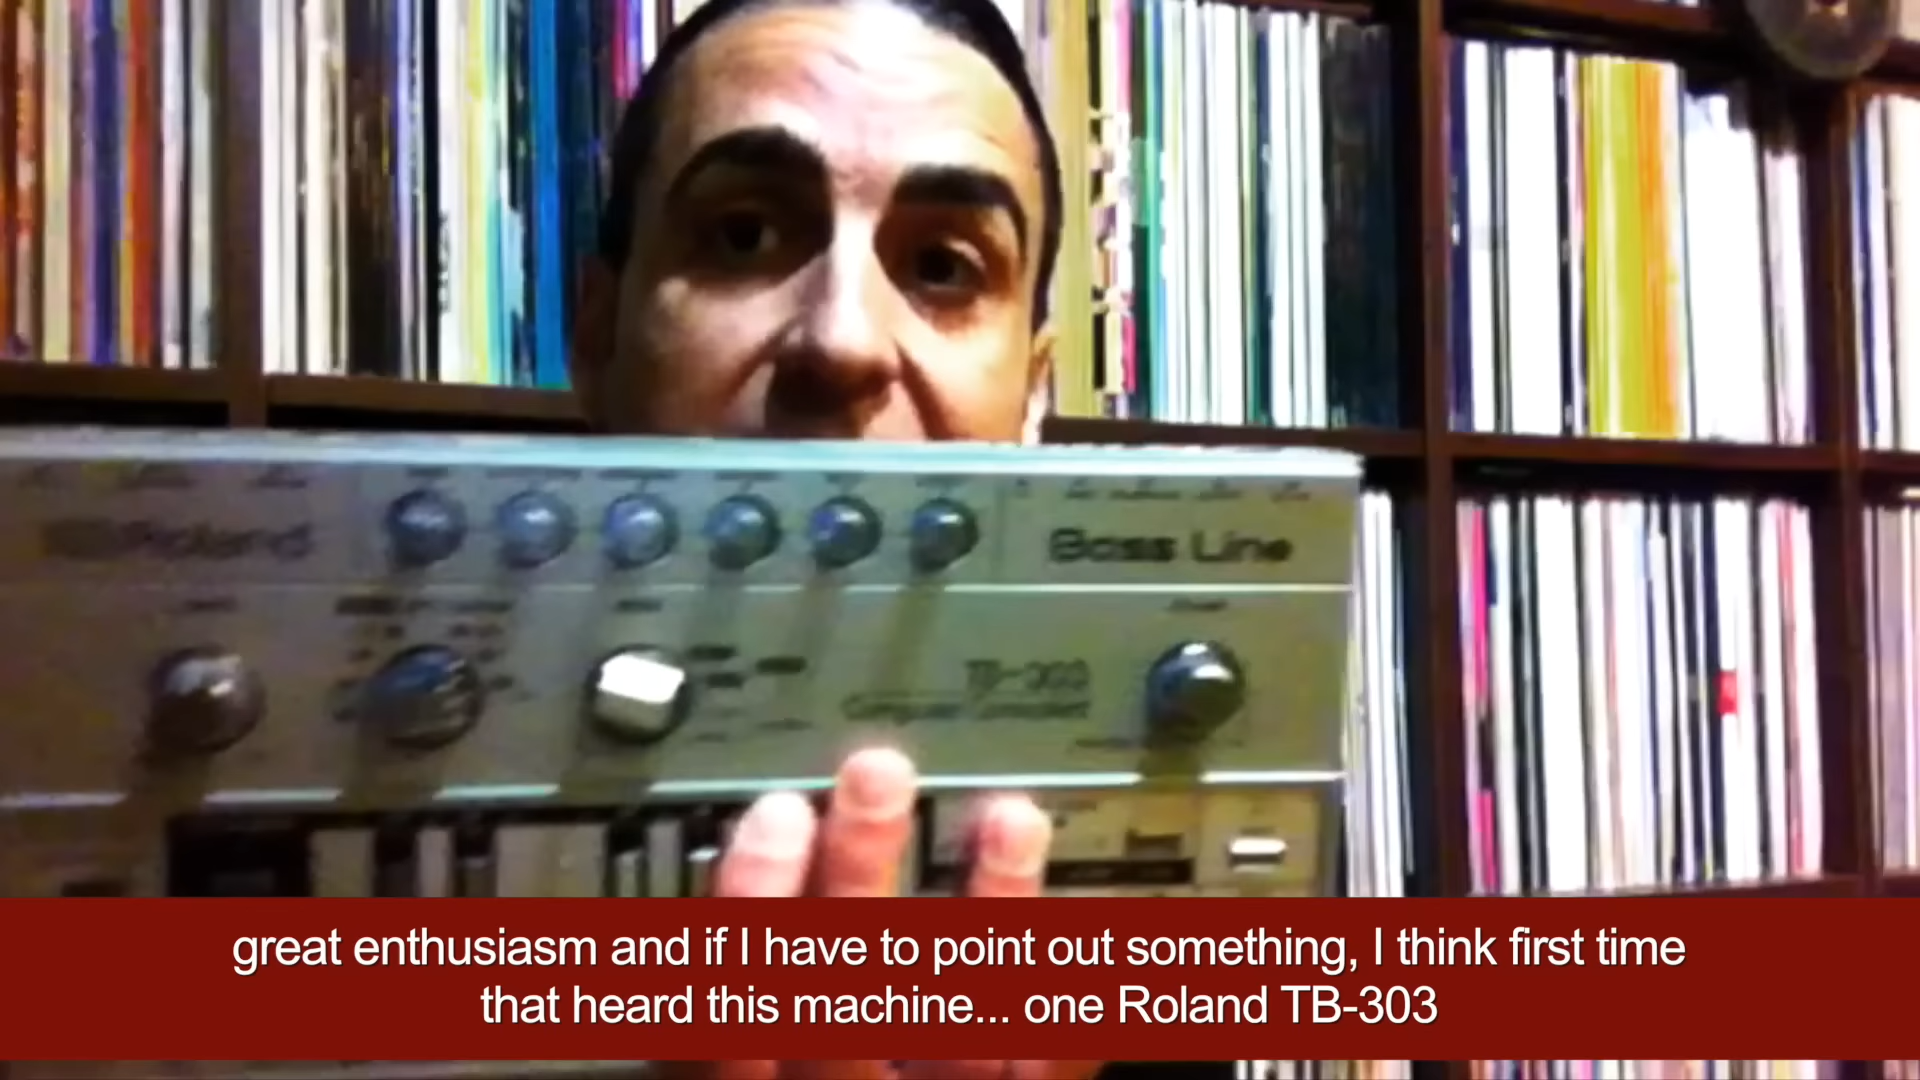 Roland
Bass Line
TB-303
great enthusiasm and if I have to point out something, I think first time
that heard this machine... one Roland TB-303